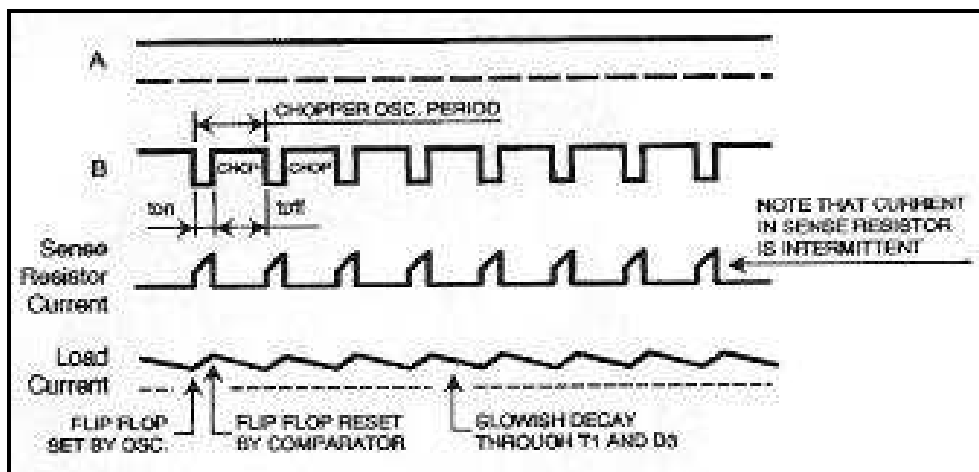 A
CHOPPER OSC. PERIOD
B
CHOP CHOP
ton toff
NOTE THAT CURRENT
IN SENSE RESISTOR
IS INTERMITTENT
Sense
Resistor
Current
Load
Current
FLIP FLOP
SET BY OSC.
FLIP FLOP RESET
BY COMPARATOR
SLOWISH DECAY
THROUGH T1 AND D3